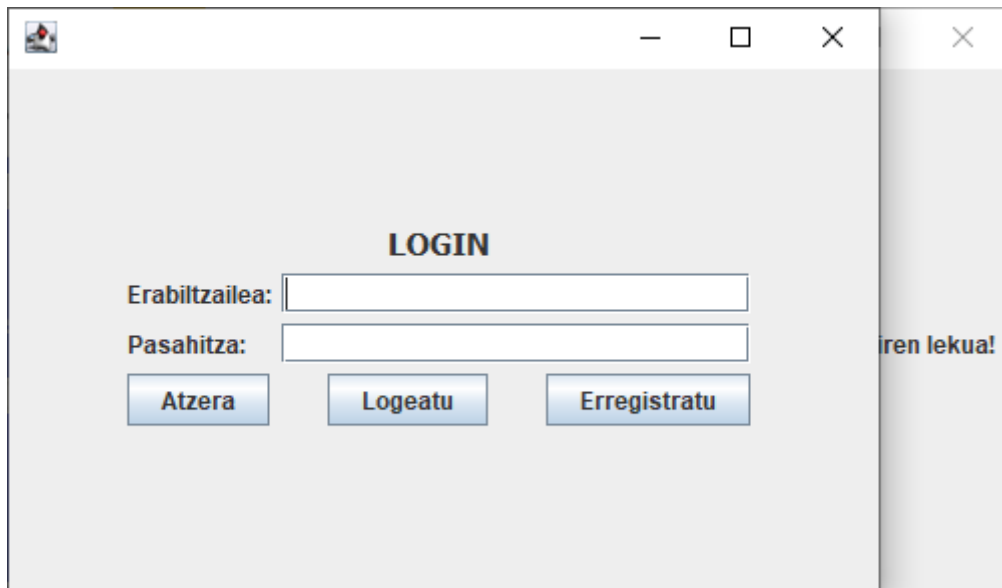 LOGIN
Erabiltzailea:
Pasahitza:
iren lekua!
Atzera Logeatu Erregistratu